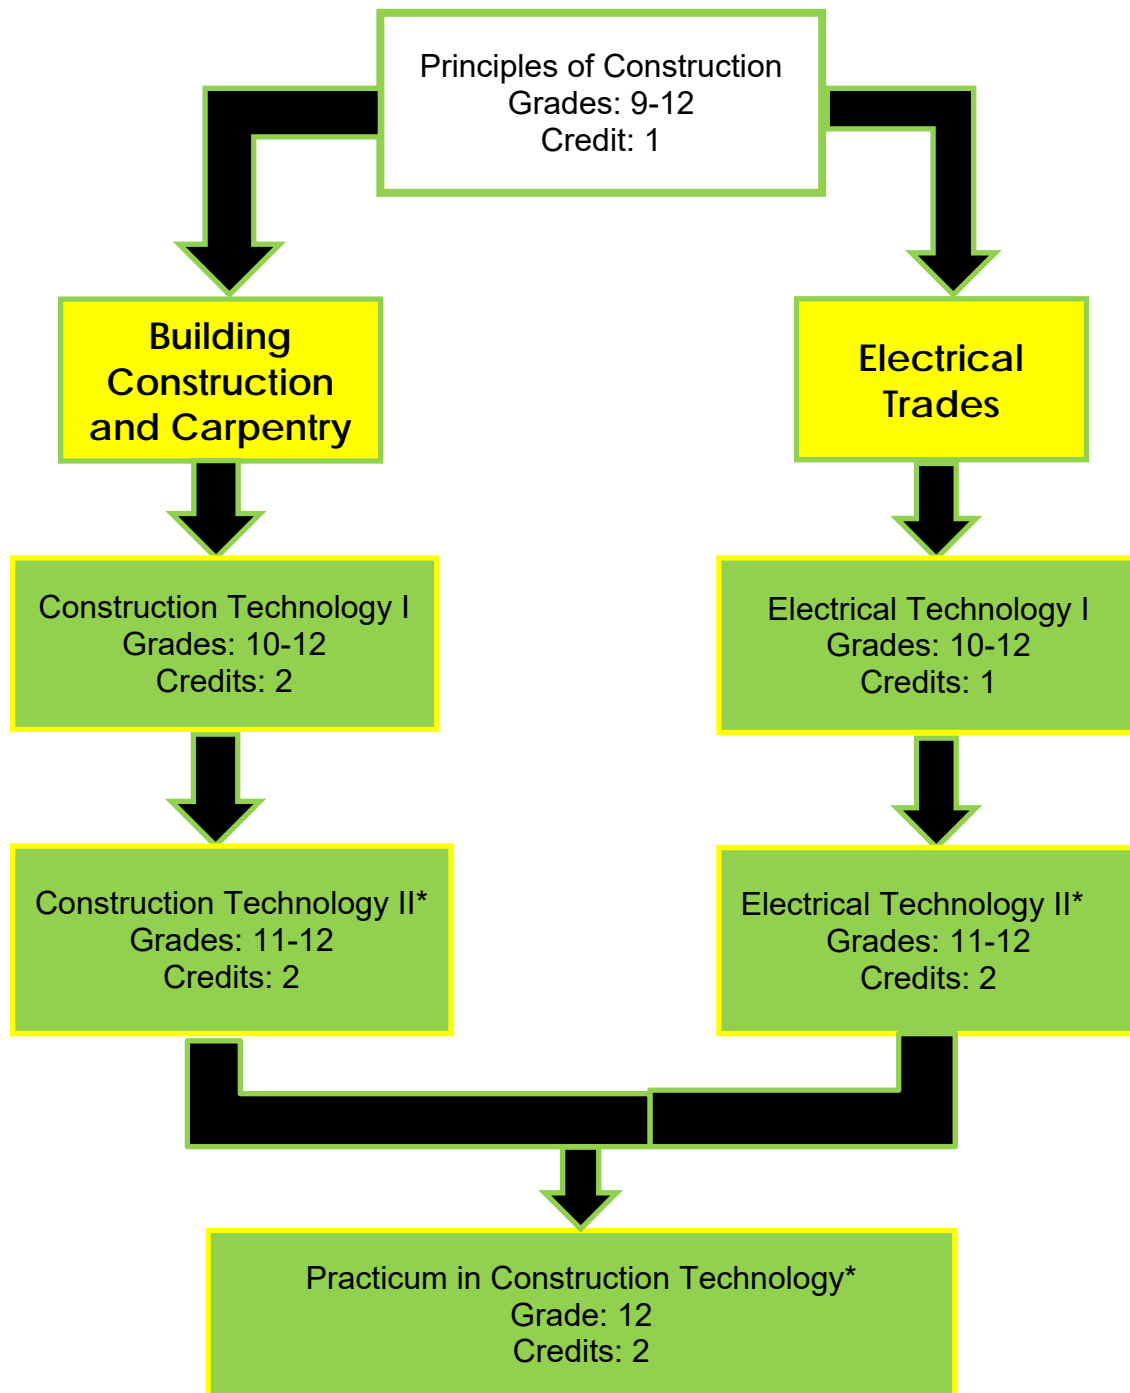 Principles of Construction
Grades: 9-12
Credit: 1
Building
Construction
and Carpentry
Electrical
Trades
Construction Technology I
Grades: 10-12
Credits: 2
Electrical Technology I
Grades: 10-12
Credits: 1
Construction Technology II*
Grades: 11-12
Credits: 2
Electrical Technology II*
Grades: 11-12
Credits: 2
Practicum in Construction Technology*
Grade: 12
Credits: 2